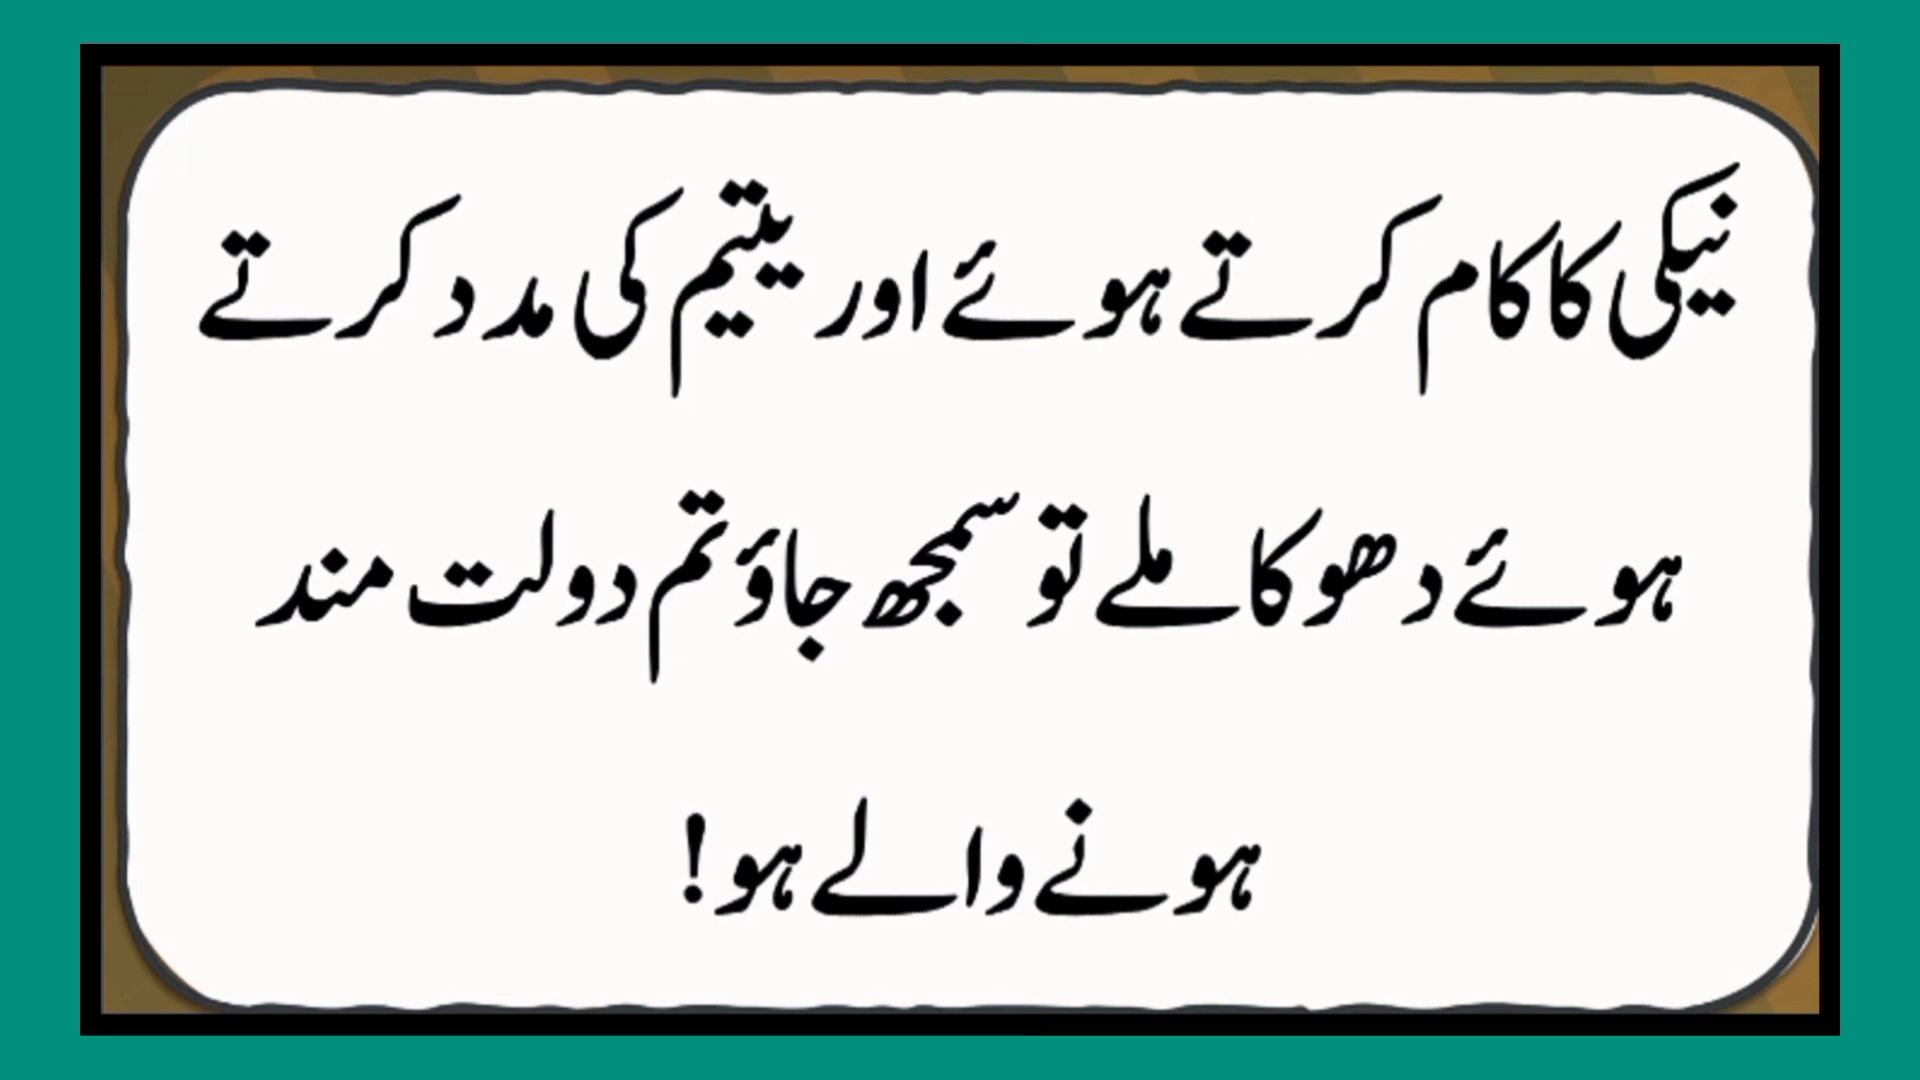 نیکی کا کام کرتے ہوئے اور یتیم کی مدد کرتے
ہوئے دھوکا ملے تو سمجھ جاؤ تم دولت مند
ہونے والے ہو!